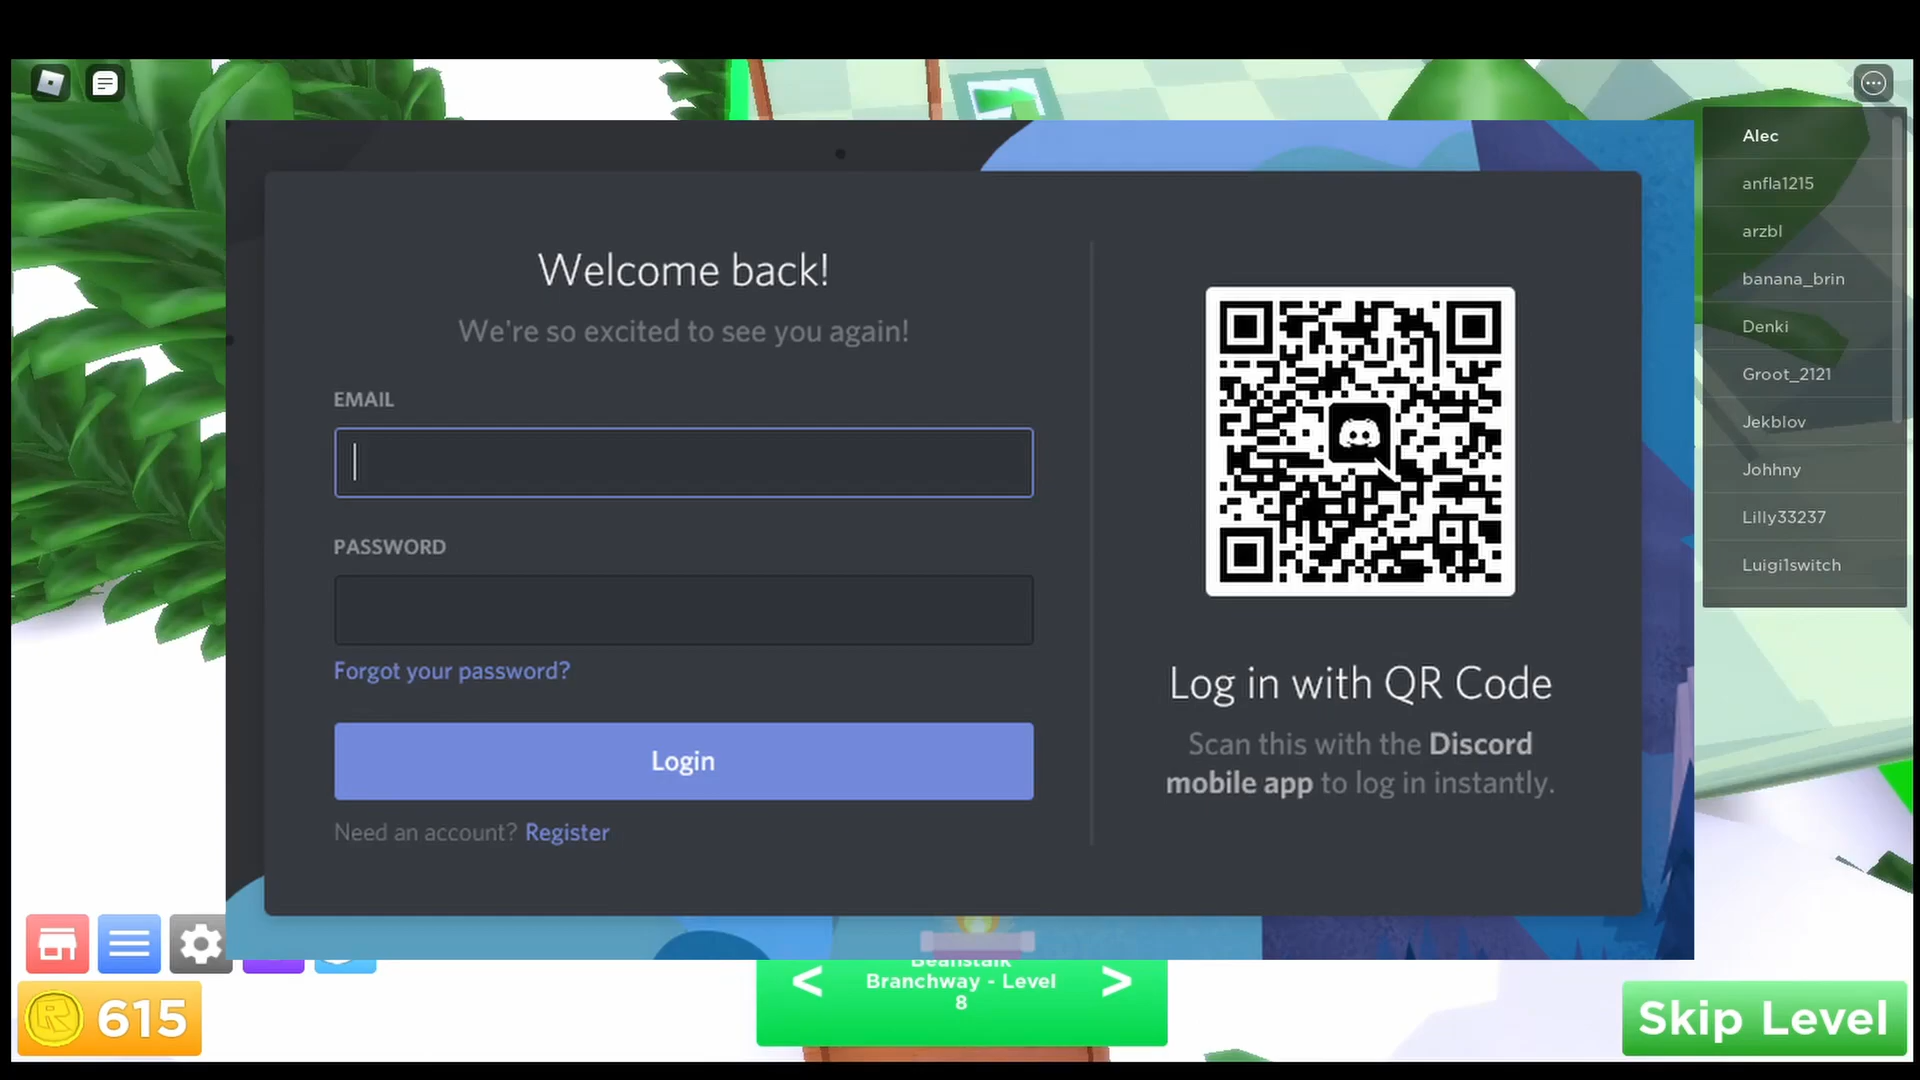 Welcome back!
We're so excited to see you again!
EMAIL
PASSWORD
Forgot your password?
Login
Need an account? Register
Log in with QR Code
Scan this with the Discord
mobile app to log in instantly.
Alec
anfla1215
arzbl
banana_brin
Denki
Groot_2121
Jekblov
Johhny
Lilly33237
Luigi1switch
615
< Beanstalk >
Branchway - Level
8
Skip Level